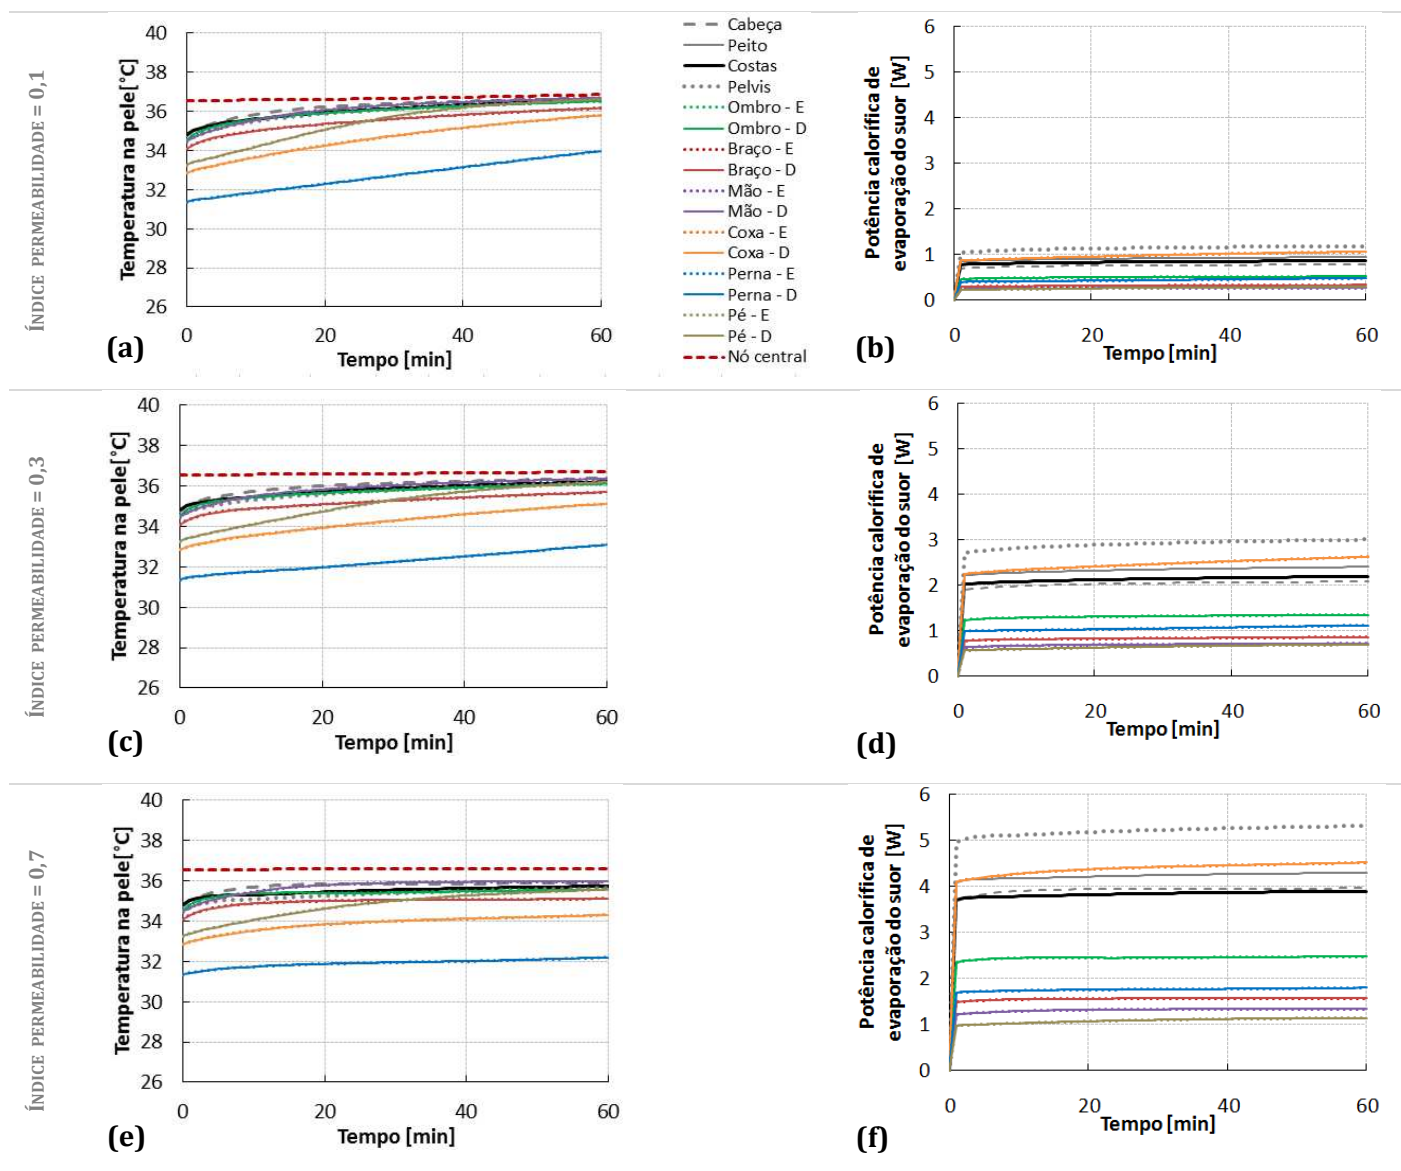 ÍNDICE PERMEABILIDADE = 0,1
Temperatura na pele[°C]
40
38
36
34
32
30
28
26
0
20
40
60
Tempo [min]
(a)
Cabeça
Peito
Costas
Pelvis
Ombro - E
Ombro - D
Braço - E
Braço - D
Mão - E
Mão - D
Coxa - E
Coxa - D
Perna - E
Perna - D
Pé - E
Pé - D
Nó central
Potência calorífica de
evaporação do suor [W]
6
5
4
3
2
1
0
0
20
40
60
Tempo [min]
(b)
ÍNDICE PERMEABILIDADE = 0,3
Temperatura na pele[°C]
40
38
36
34
32
30
28
26
0
20
40
60
Tempo [min]
(c)
Potência calorífica de
evaporação do suor [W]
6
5
4
3
2
1
0
0
20
40
60
Tempo [min]
(d)
ÍNDICE PERMEABILIDADE = 0,7
Temperatura na pele[°C]
40
38
36
34
32
30
28
26
0
20
40
60
Tempo [min]
(e)
Potência calorífica de
evaporação do suor [W]
6
5
4
3
2
1
0
0
20
40
60
Tempo [min]
(f)